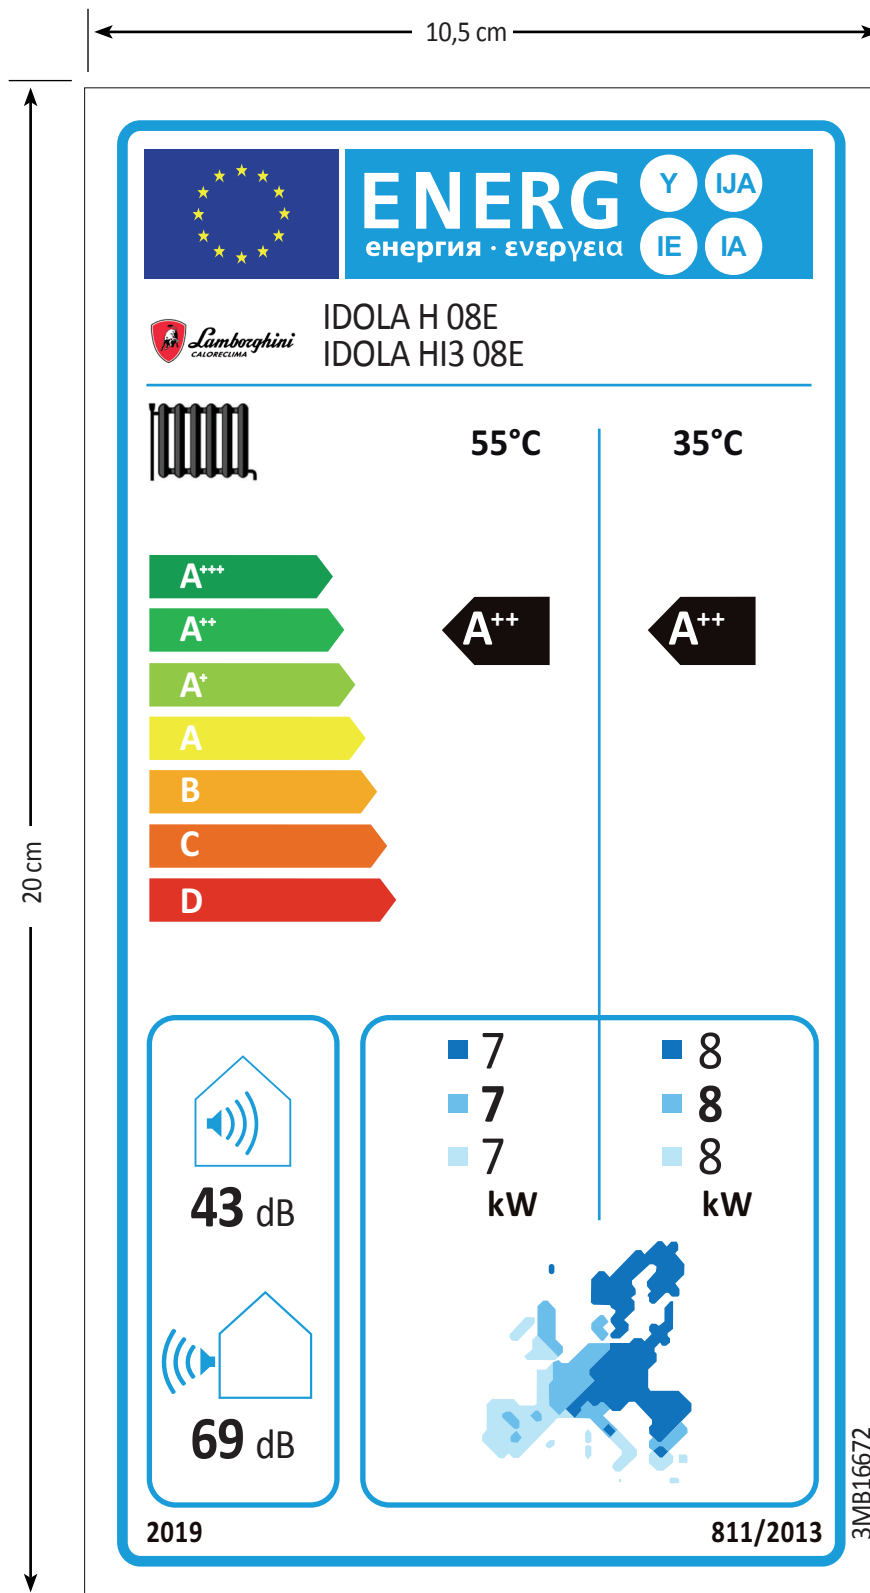 10,5 cm
20 cm
ENERG
енергия · ενεργεια
Y IJA
IE IA
Lamborghini
CALORECLIMA
IDOLA H 08E
IDOLA HI3 08E
55°C 35°C
A+++
A++
A+
A
B
C
D
A++ A++
7 8
7 8
7 8
kW kW
43 dB
69 dB
2019
811/2013
3MB16672